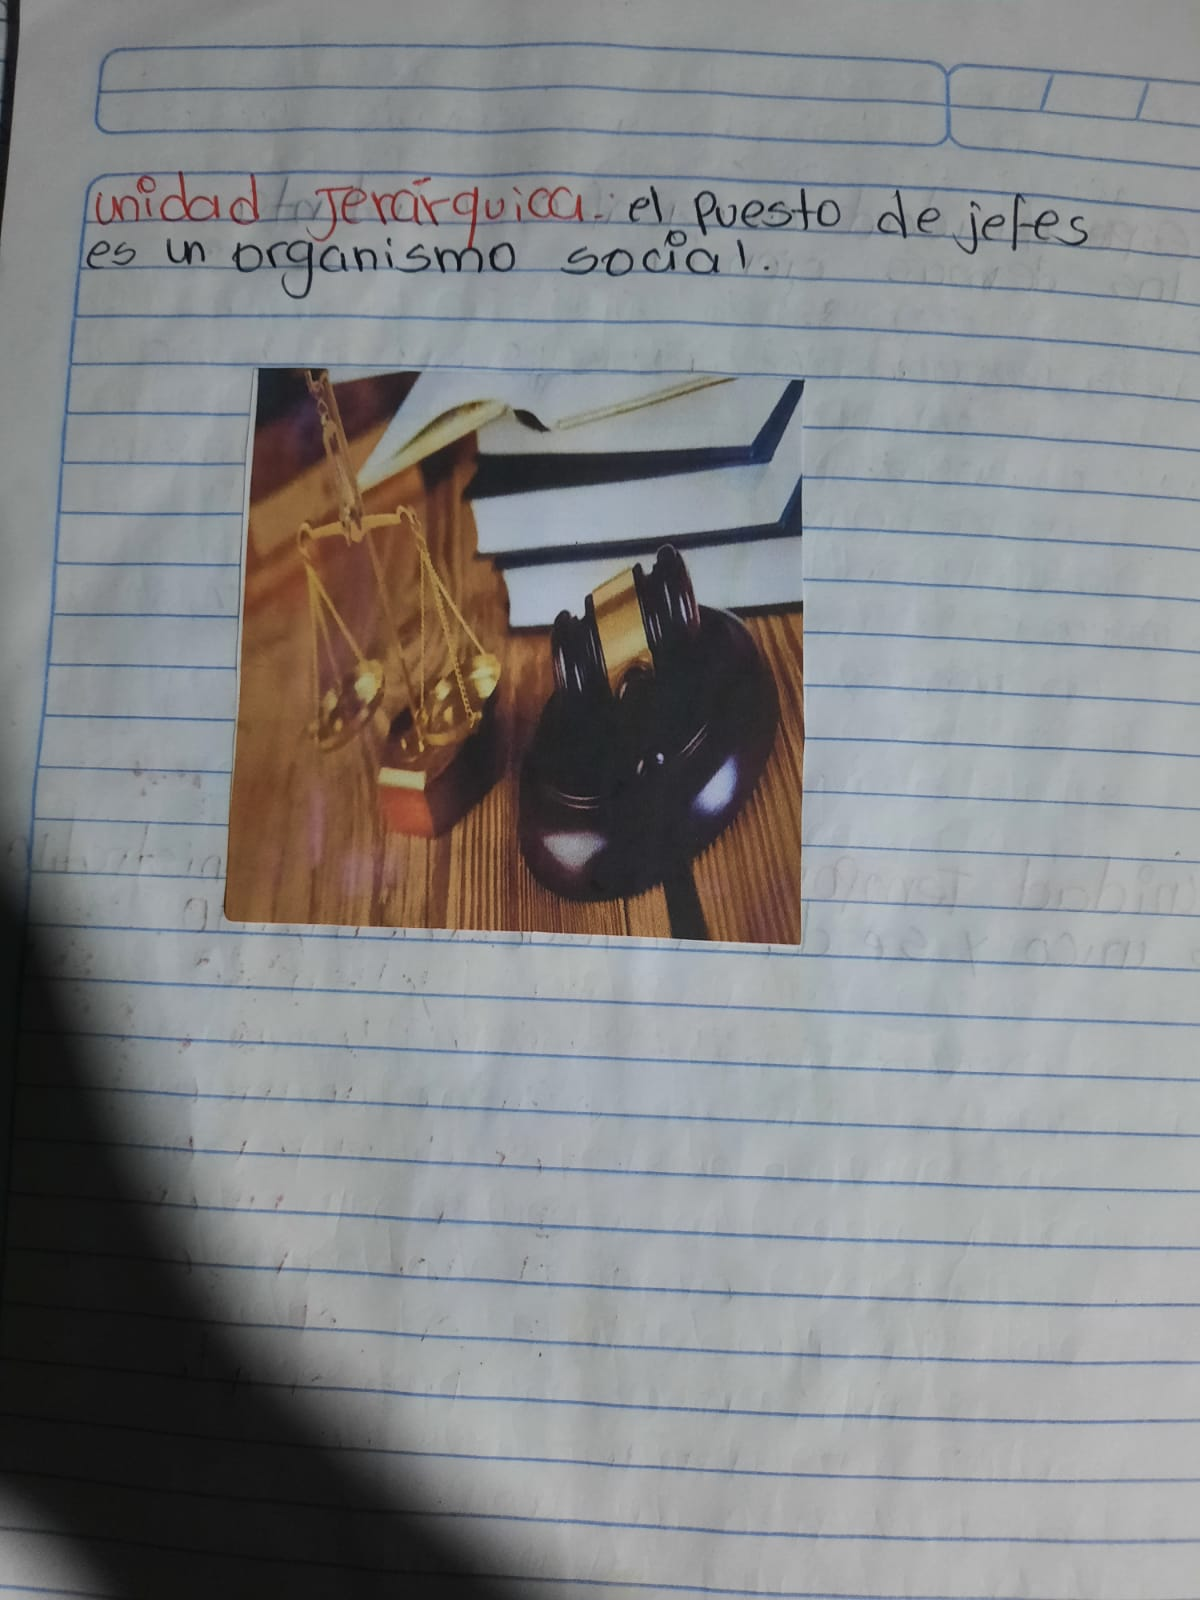 unidad Jerárquica. el puesto de jefes
es un organismo social.